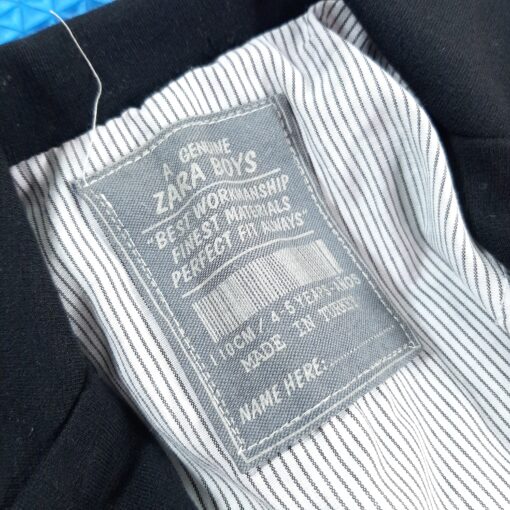 A GENUINE
ZARA BOYS
"BEST WORKMANSHIP
FINEST MATERIALS
PERFECT FIT ALWAYS"
110CM / 4-5 YEARS-INOS
MADE IN TURKEY
NAME HERE: